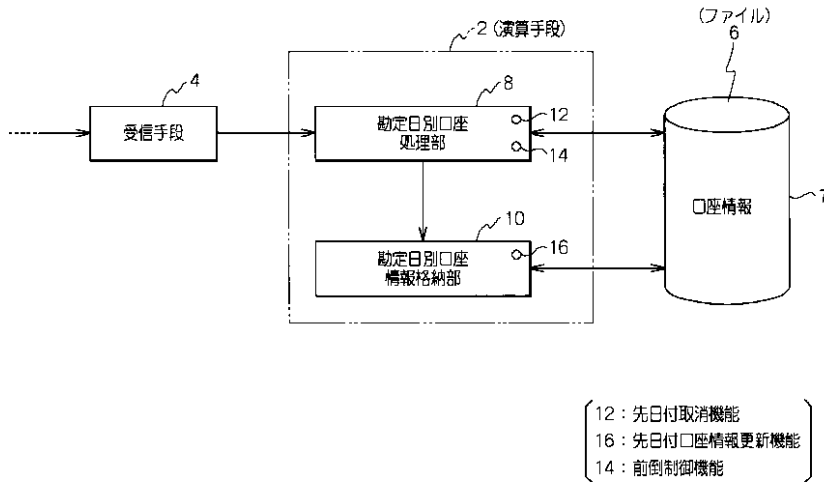 (ファイル)
6
2 (演算手段)
4
受信手段
8
勘定日別口座
処理部
12
14
口座情報
7
10
勘定日別口座
情報格納部
16
12：先日付取消機能
16：先日付口座情報更新機能
14：前倒制御機能